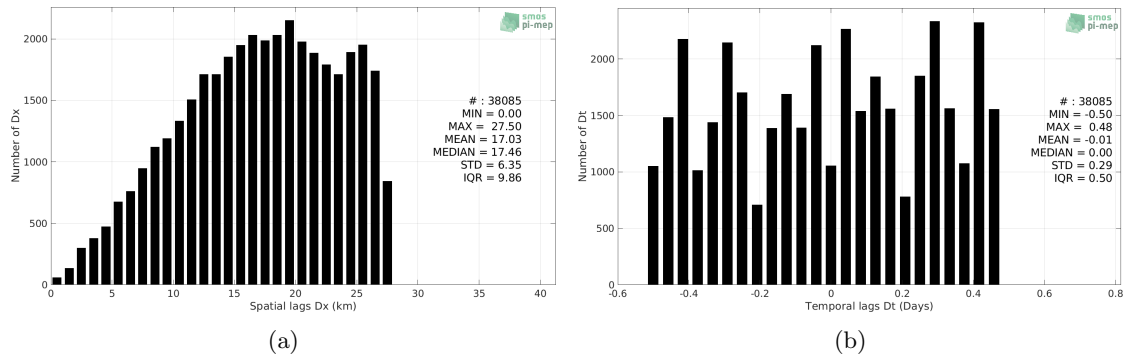 smos
pi-mep
2000
1500
1000
500
0
Number of Dx
# : 38085
MIN = 0.00
MAX = 27.50
MEAN = 17.03
MEDIAN = 17.46
STD = 6.35
IQR = 9.86
0 5 10 15 20 25 30 35 40
Spatial lags Dx (km)
(a)
smos
pi-mep
2000
1500
1000
500
0
Number of Dt
# : 38085
MIN = -0.50
MAX = 0.48
MEAN = -0.01
MEDIAN = 0.00
STD = 0.29
IQR = 0.50
-0.6 -0.4 -0.2 0 0.2 0.4 0.6 0.8
Temporal lags Dt (Days)
(b)